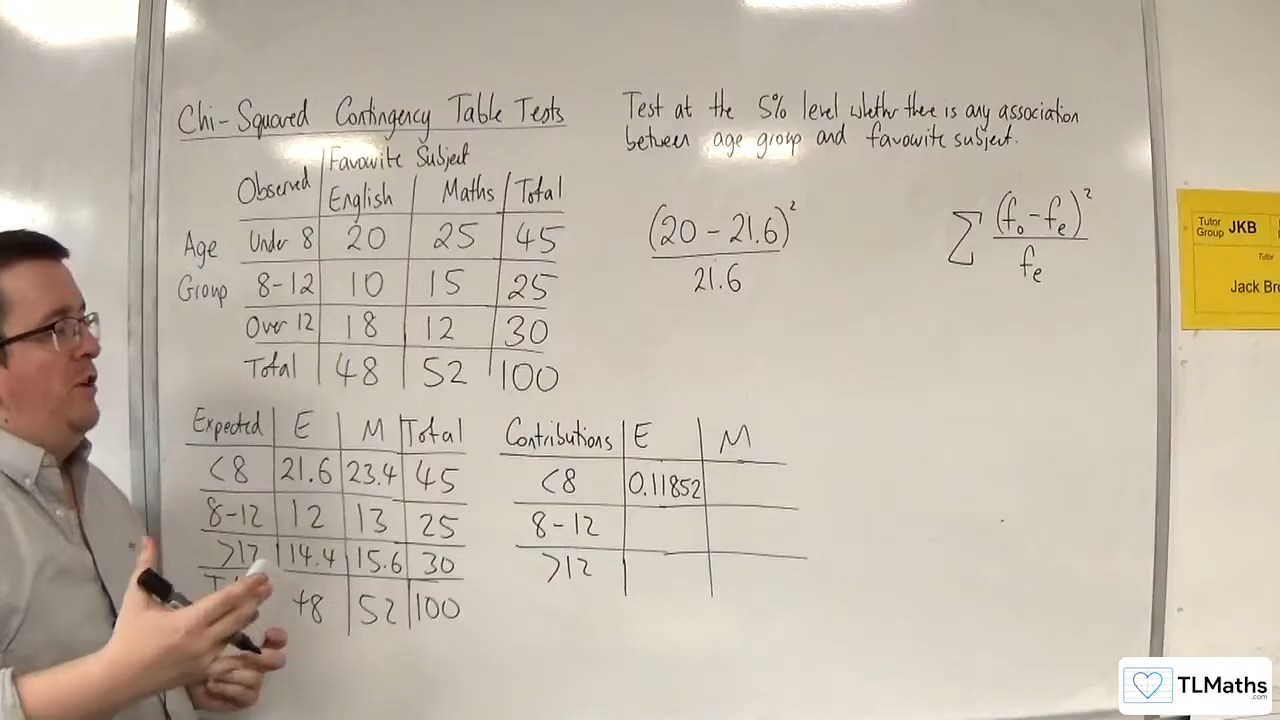 Chi-Squared Contingency Table Tests
Favourite Subject
Observed English Maths Total
Age Group
Under 8 20 25 45
8-12 10 15 25
Over 12 18 12 30
Total 48 52 100
Expected E M Total
<8 21.6 23.4 45
8-12 12 13 25
>12 14.4 15.6 30
48 52 100
Test at the 5% level whether there is any association
between age group and favourite subject.
(20 - 21.6)²
21.6
∑ (f₀ - fₑ)²
fₑ
Contributions E M
<8 0.11852
8-12
>12
Tutor
Group JKB
Tutor
Jack
TLMaths
.com